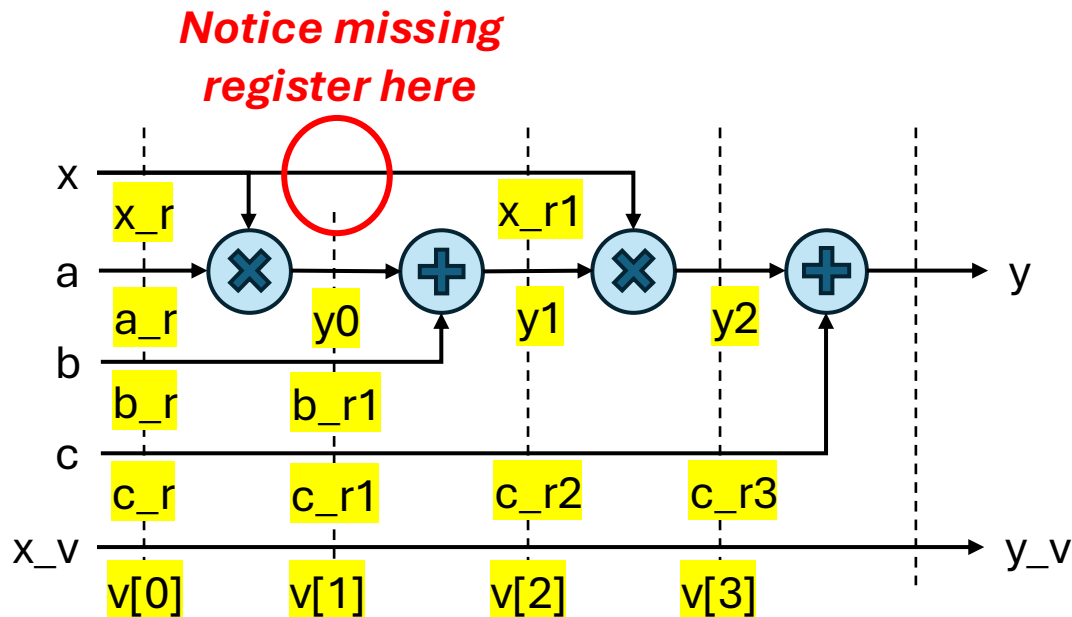 Notice missing
register here
x
x_r
x_r1
a
y
a_r
y0
y1
y2
b
b_r
b_r1
c
c_r
c_r1
c_r2
c_r3
x_v
y_v
v[0]
v[1]
v[2]
v[3]